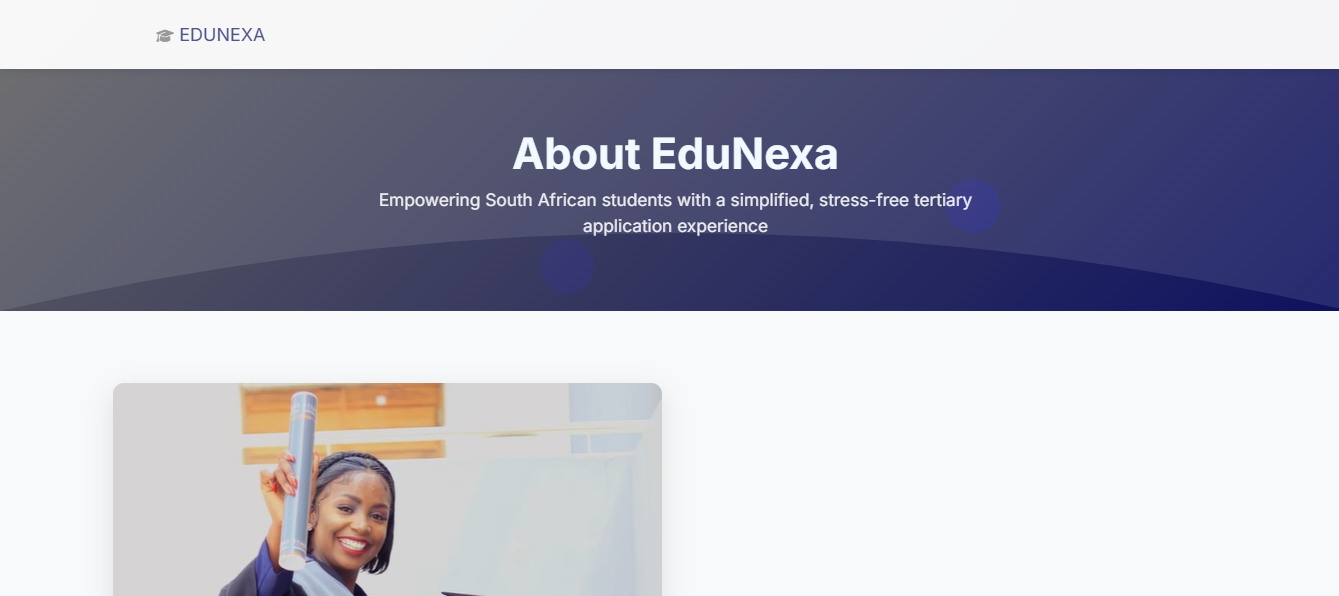 EDUNEXA
About EduNexa
Empowering South African students with a simplified, stress-free tertiary
application experience